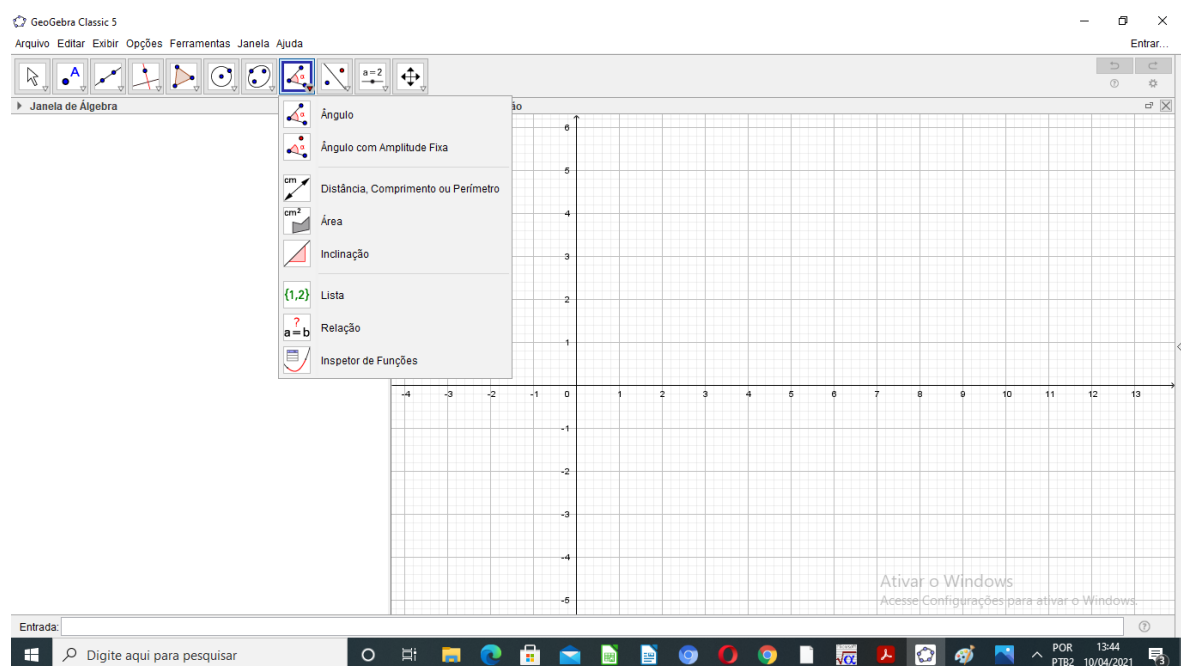 GeoGebra Classic 5
Arquivo Editar Exibir Opções Ferramentas Janela Ajuda
Entrar...
A
α
a=2
Janela de Álgebra
ão
α
Ângulo
α
Ângulo com Amplitude Fixa
cm
Distância, Comprimento ou Perímetro
cm²
Área
Inclinação
{1,2}
Lista
?
a=b
Relação
Inspetor de Funções
6
5
4
3
2
1
-4 -3 -2 -1 0 1 2 3 4 5 6 7 8 9 10 11 12 13
-1
-2
-3
-4
-5
Ativar o Windows
Acesse Configurações para ativar o Windows.
Entrada:
Digite aqui para pesquisar
√α
POR
PTB2
13:44
10/04/2021
3